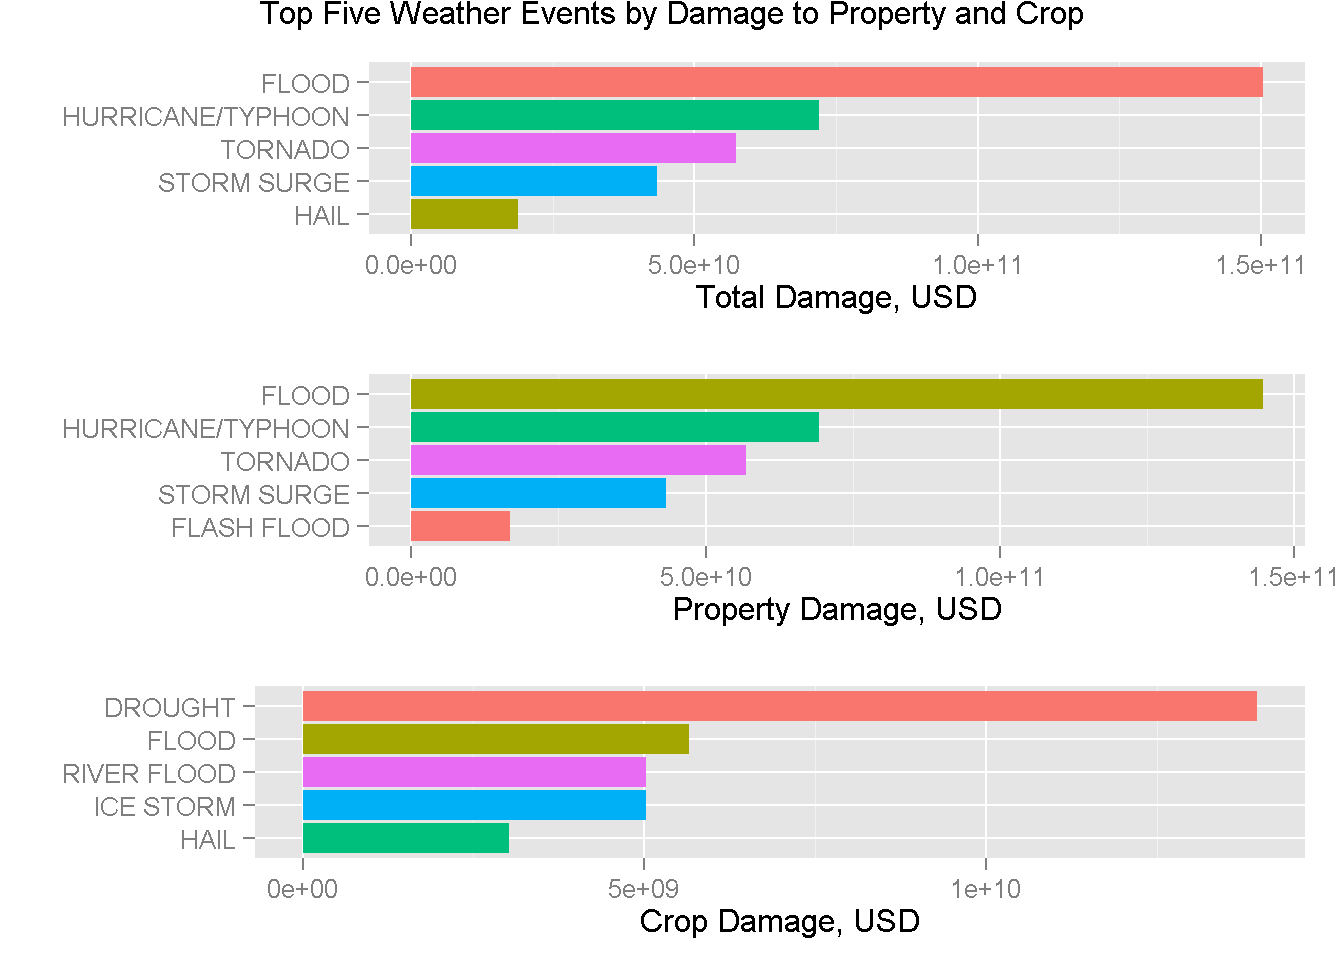 Top Five Weather Events by Damage to Property and Crop
FLOOD
HURRICANE/TYPHOON
TORNADO
STORM SURGE
HAIL
0.0e+00 5.0e+10 1.0e+11 1.5e+11
Total Damage, USD
FLOOD
HURRICANE/TYPHOON
TORNADO
STORM SURGE
FLASH FLOOD
0.0e+00 5.0e+10 1.0e+11 1.5e+11
Property Damage, USD
DROUGHT
FLOOD
RIVER FLOOD
ICE STORM
HAIL
0e+00 5e+09 1e+10
Crop Damage, USD